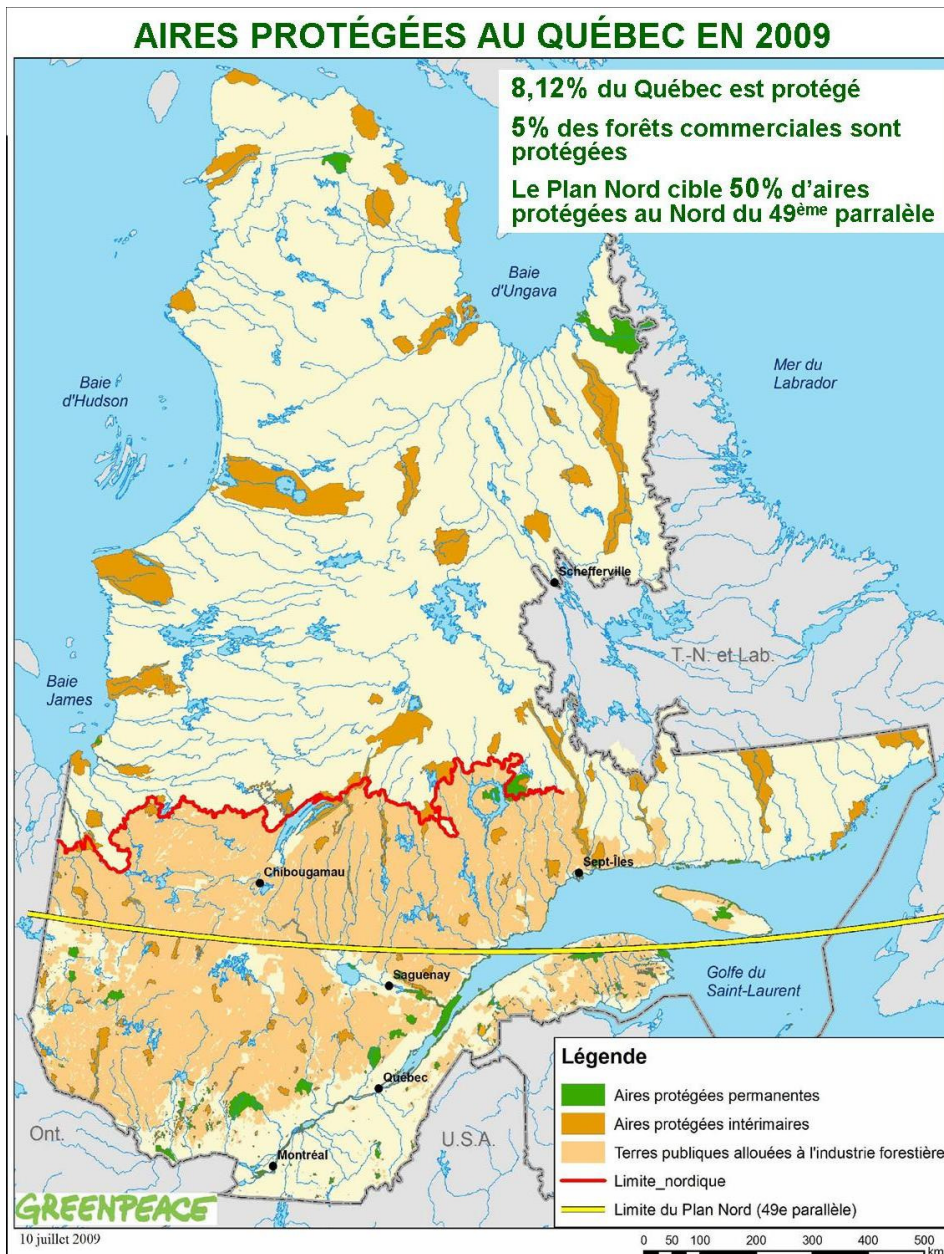 AIRES PROTÉGÉES AU QUÉBEC EN 2009
8,12% du Québec est protégé
5% des forêts commerciales sont
protégées
Le Plan Nord cible 50% d'aires
protégées au Nord du 49ème parralèle
Baie
d'Ungava
Mer du
Labrador
Baie
d'Hudson
Schefferville
T.-N. et Lab.
Baie
James
Sept-Îles
Chibougamau
Saguenay
Golfe du
Saint-Laurent
Québec
Ont.
U.S.A.
Montréal
Légende
Aires protégées permanentes
Aires protégées intérimaires
Terres publiques allouées à l'industrie forestière
Limite_nordique
Limite du Plan Nord (49e parallèle)
GREENPEACE
10 juillet 2009
0 50 100 200 300 400 500
km